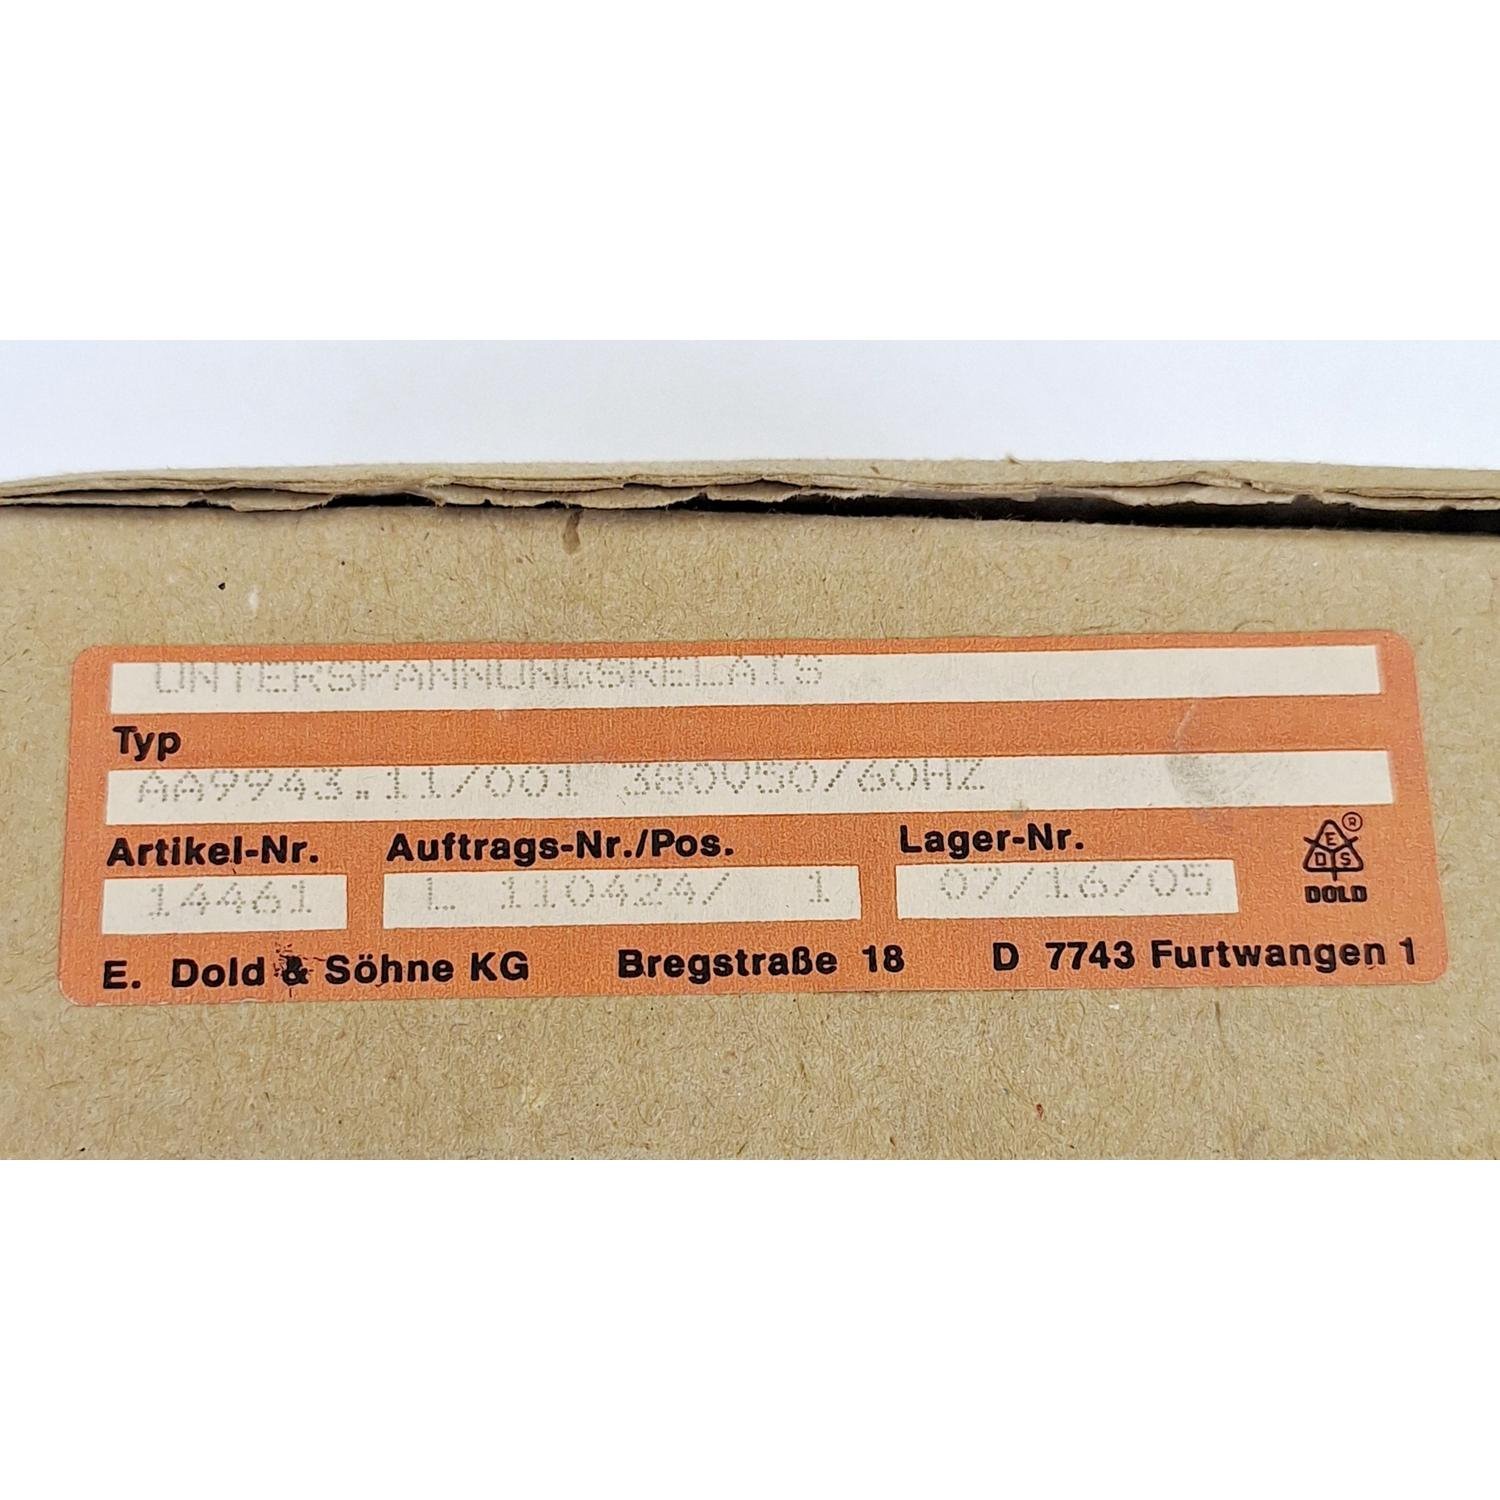 UNTERSPANNUNGSRELAIS
Typ
AA9943.11/001 380V50/60HZ
Artikel-Nr. Auftrags-Nr./Pos. Lager-Nr.
14461 L 110424/ 1 07/16/05
E D S ®
DOLD
E. Dold & Söhne KG Bregstraße 18 D 7743 Furtwangen 1